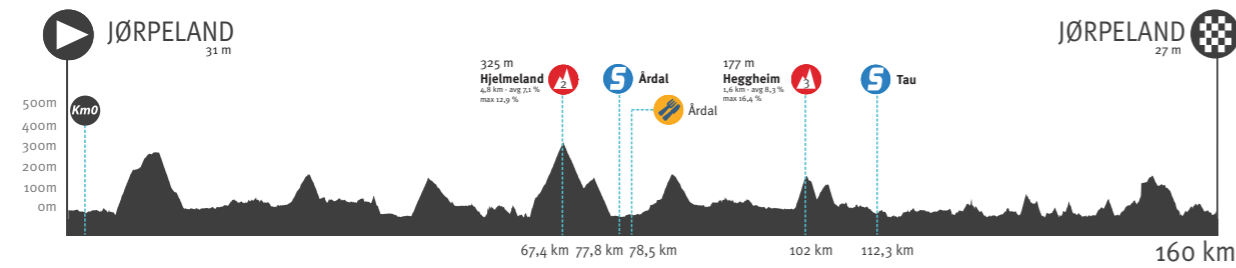 JØRPELAND
31 m
JØRPELAND
27 m
325 m
Hjelmeland
4,8 km - avg 7,1 %
max 12,9 %
2
S
Årdal
Årdal
177 m
Heggheim
1,6 km - avg 8,3 %
max 16,4 %
3
S
Tau
Km0
500m
400m
300m
200m
100m
0m
67,4 km
77,8 km
78,5 km
102 km
112,3 km
160 km